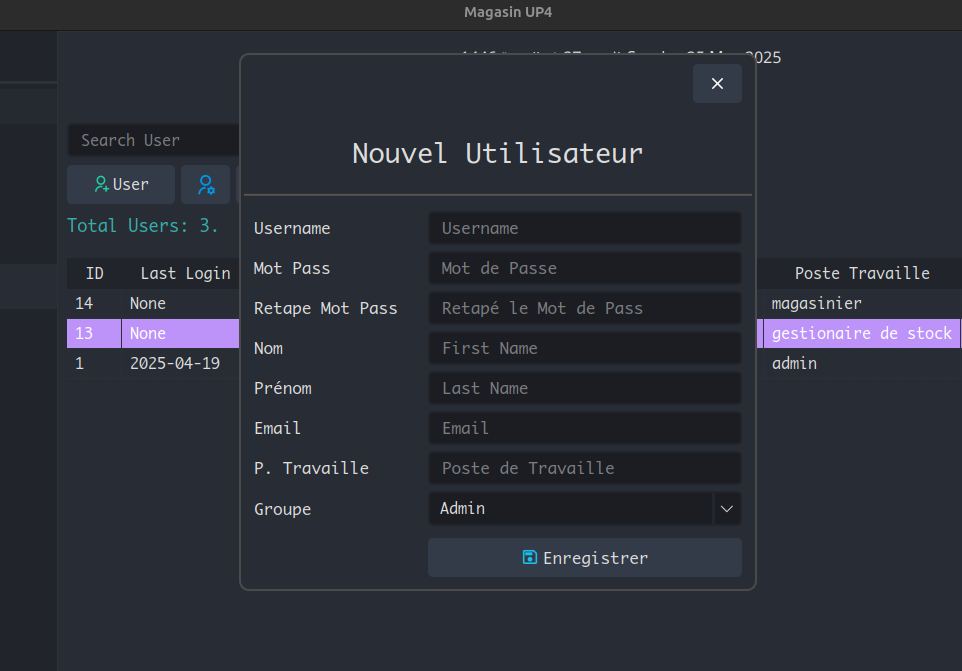 Magasin UP4
2025
Search User
User
Total Users: 3.
ID Last Login Poste Travaille
14 None magasinier
13 None gestionaire de stock
1 2025-04-19 admin
Nouvel Utilisateur
Username Username
Mot Pass Mot de Passe
Retape Mot Pass Retapé le Mot de Pass
Nom First Name
Prénom Last Name
Email Email
P. Travaille Poste de Travaille
Groupe Admin
Enregistrer